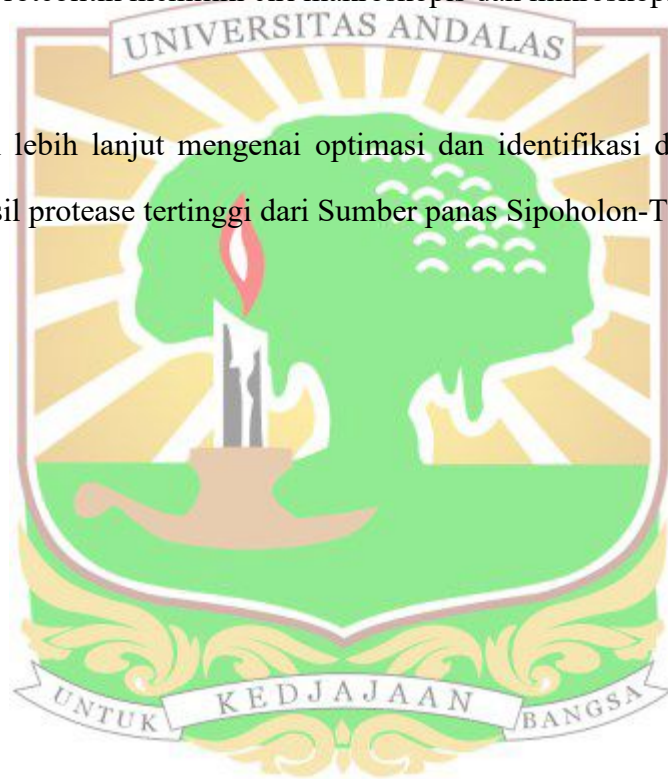 UNIVERSITAS ANDALAS
lebih lanjut mengenai optimasi dan identifikasi d
sil protease tertinggi dari Sumber panas Sipoholon-T
UNTUK KEDJAJAAN BANGSA